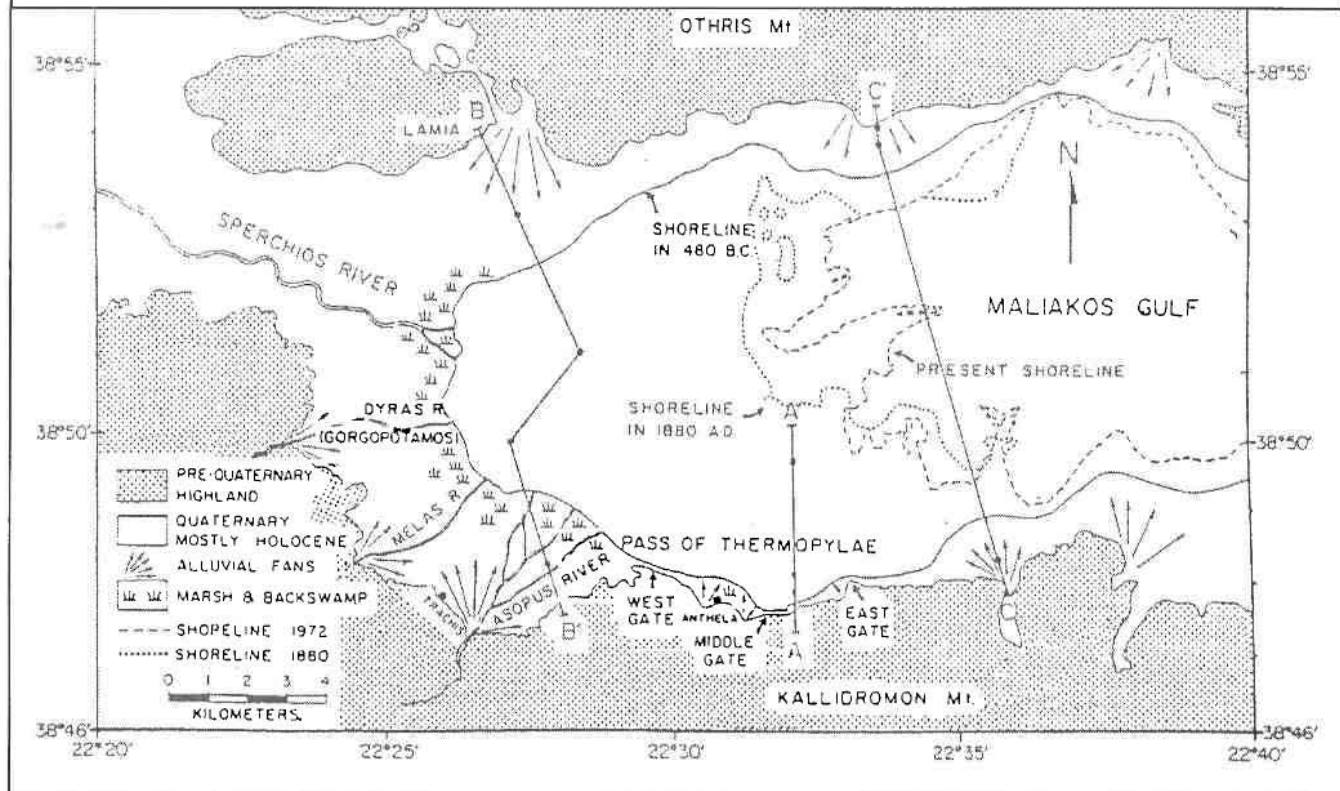 OTHRIS Mt
38°55'
38°55'
C'
B
LAMIA
N
SPERCHIOS RIVER
SHORELINE
IN 480 B.C.
MALIAKOS GULF
PRESENT SHORELINE
SHORELINE
IN 1880 A.D.
A'
DYRAS R.
(GORGOPOTAMOS)
38°50'
38°50'
MELAS R.
PASS OF THERMOPYLAE
ASOPUS RIVER
TRACHIS
WEST
GATE
ANTHELA
MIDDLE
GATE
EAST
GATE
C
B'
A
KALLIDROMON Mt.
PRE-QUATERNARY
HIGHLAND
QUATERNARY
MOSTLY HOLOCENE
ALLUVIAL FANS
MARSH & BACKSWAMP
SHORELINE 1972
SHORELINE 1880
0 1 2 3 4
KILOMETERS.
38°46'
38°46'
22°20'
22°25'
22°30'
22°35'
22°40'